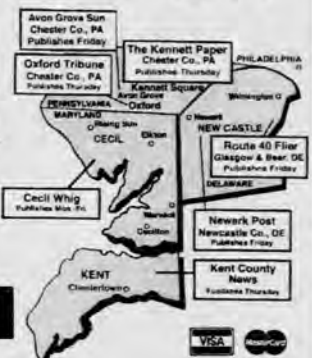 Avon Grove Sun
Chester Co., PA
Publishes Friday
The Kennett Paper
Chester Co., PA
Publishes Thursday
PHILADELPHIA
Oxford Tribune
Chester Co., PA
Publishes Thursday
Kennett Square
Avon Grove
Oxford
Wilmington
PENNSYLVANIA
MARYLAND
Rising Sun
Newark
NEW CASTLE
CECIL
Elkton
Route 40 Flier
Glasgow & Bear, DE
Publishes Friday
DELAWARE
Cecil Whig
Publishes Mon.-Fri.
Warwick
Cecilton
Newark Post
Newcastle Co., DE
Publishes Friday
KENT
Chestertown
Kent County
News
Publishes Thursday
VISA
MasterCard